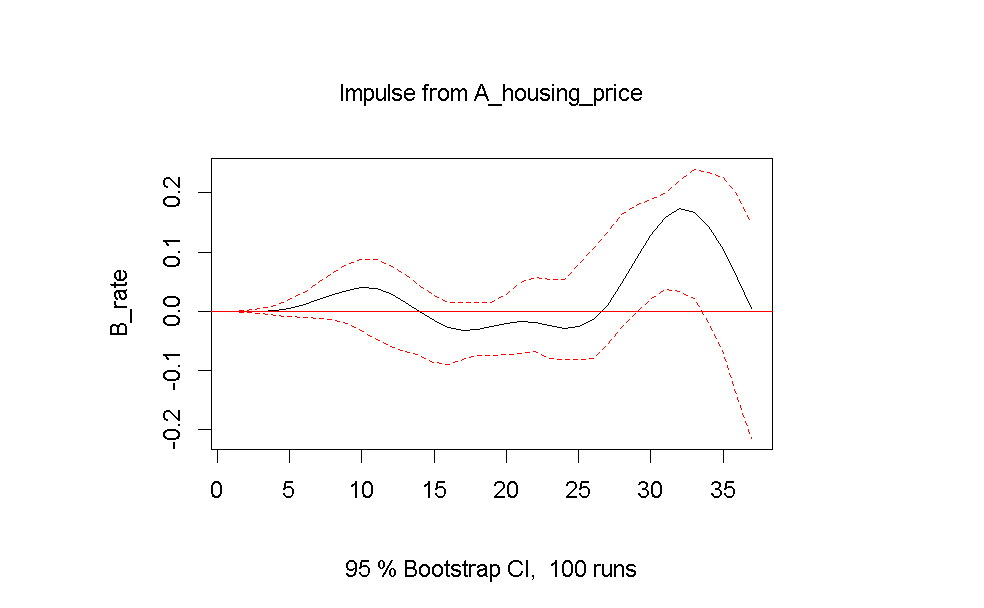 Impulse from A_housing_price
B_rate
0.2
0.1
0.0
-0.1
-0.2
0 5 10 15 20 25 30 35
95 % Bootstrap CI,  100 runs